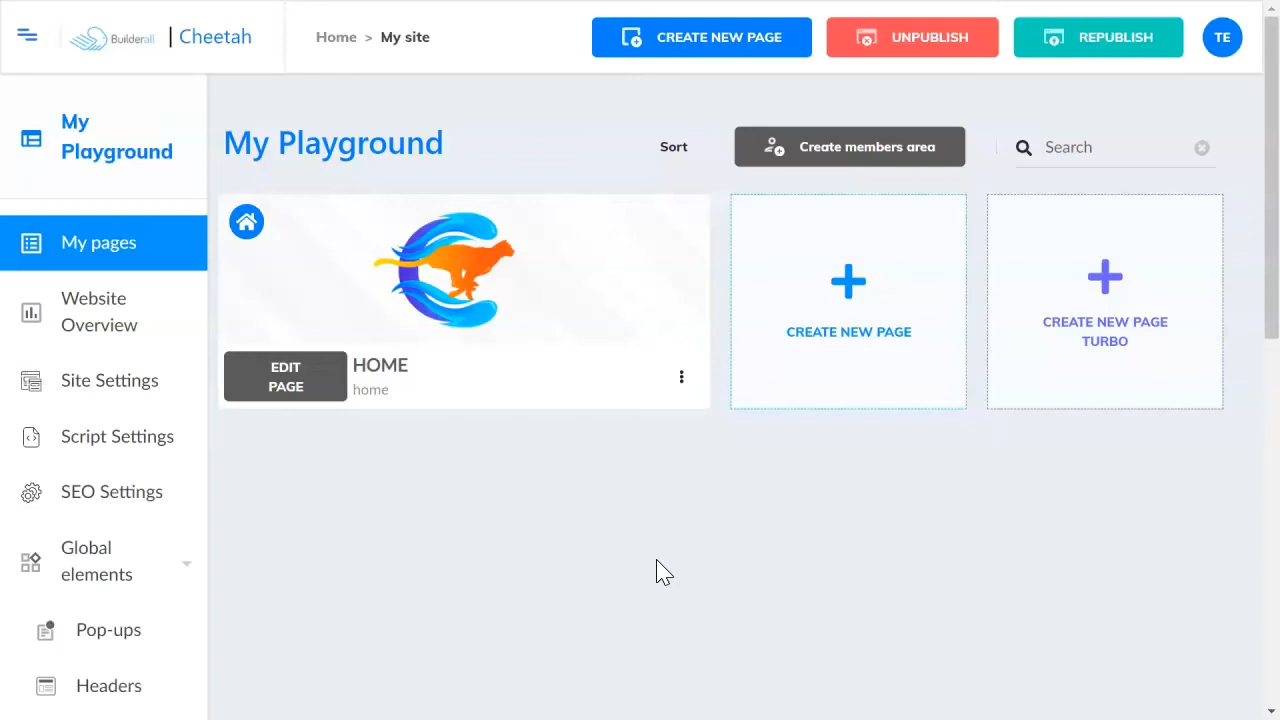 Builderall
Cheetah
Home > My site
CREATE NEW PAGE
UNPUBLISH
REPUBLISH
TE
My
Playground
My Playground
Sort
Create members area
Search
My pages
Website
Overview
Site Settings
Script Settings
SEO Settings
Global
elements
Pop-ups
Headers
EDIT
PAGE
HOME
home
CREATE NEW PAGE
CREATE NEW PAGE
TURBO